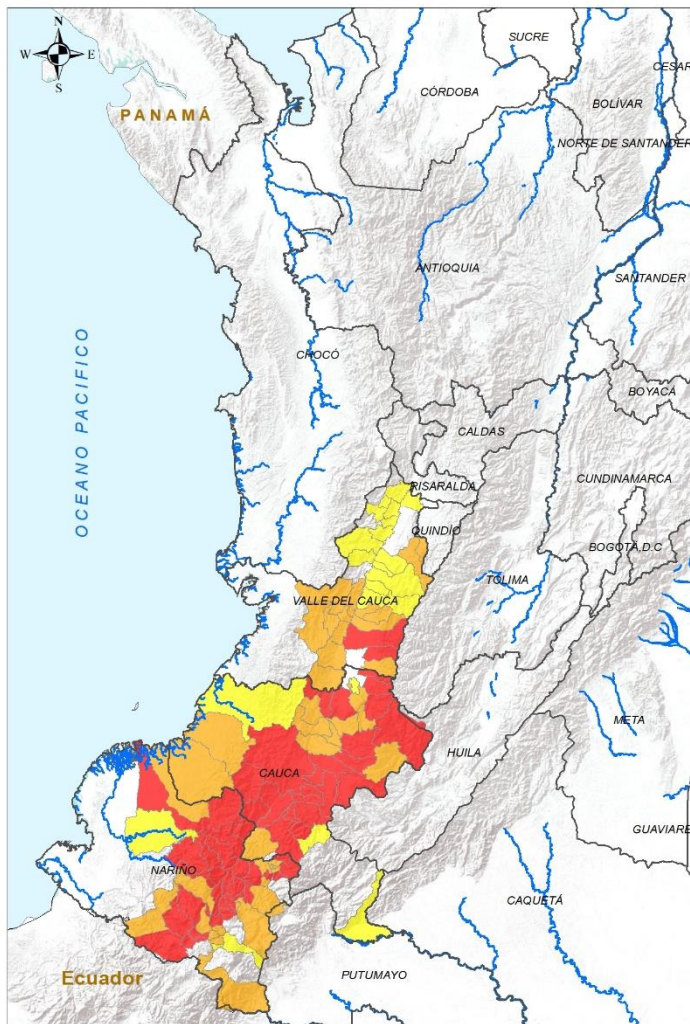 N
W E
S
SUCRE
CESAR
CÓRDOBA
BOLÍVAR
PANAMÁ
NORTE DE SANTANDER
ANTIOQUIA
SANTANDER
OCEANO PACIFICO
CHOCÓ
BOYACÁ
CALDAS
CUNDINAMARCA
RISARALDA
QUINDÍO
BOGOTÁ,D.C
TOLIMA
VALLE DEL CAUCA
META
HUILA
CAUCA
GUAVIARE
NARIÑO
CAQUETÁ
Ecuador
PUTUMAYO